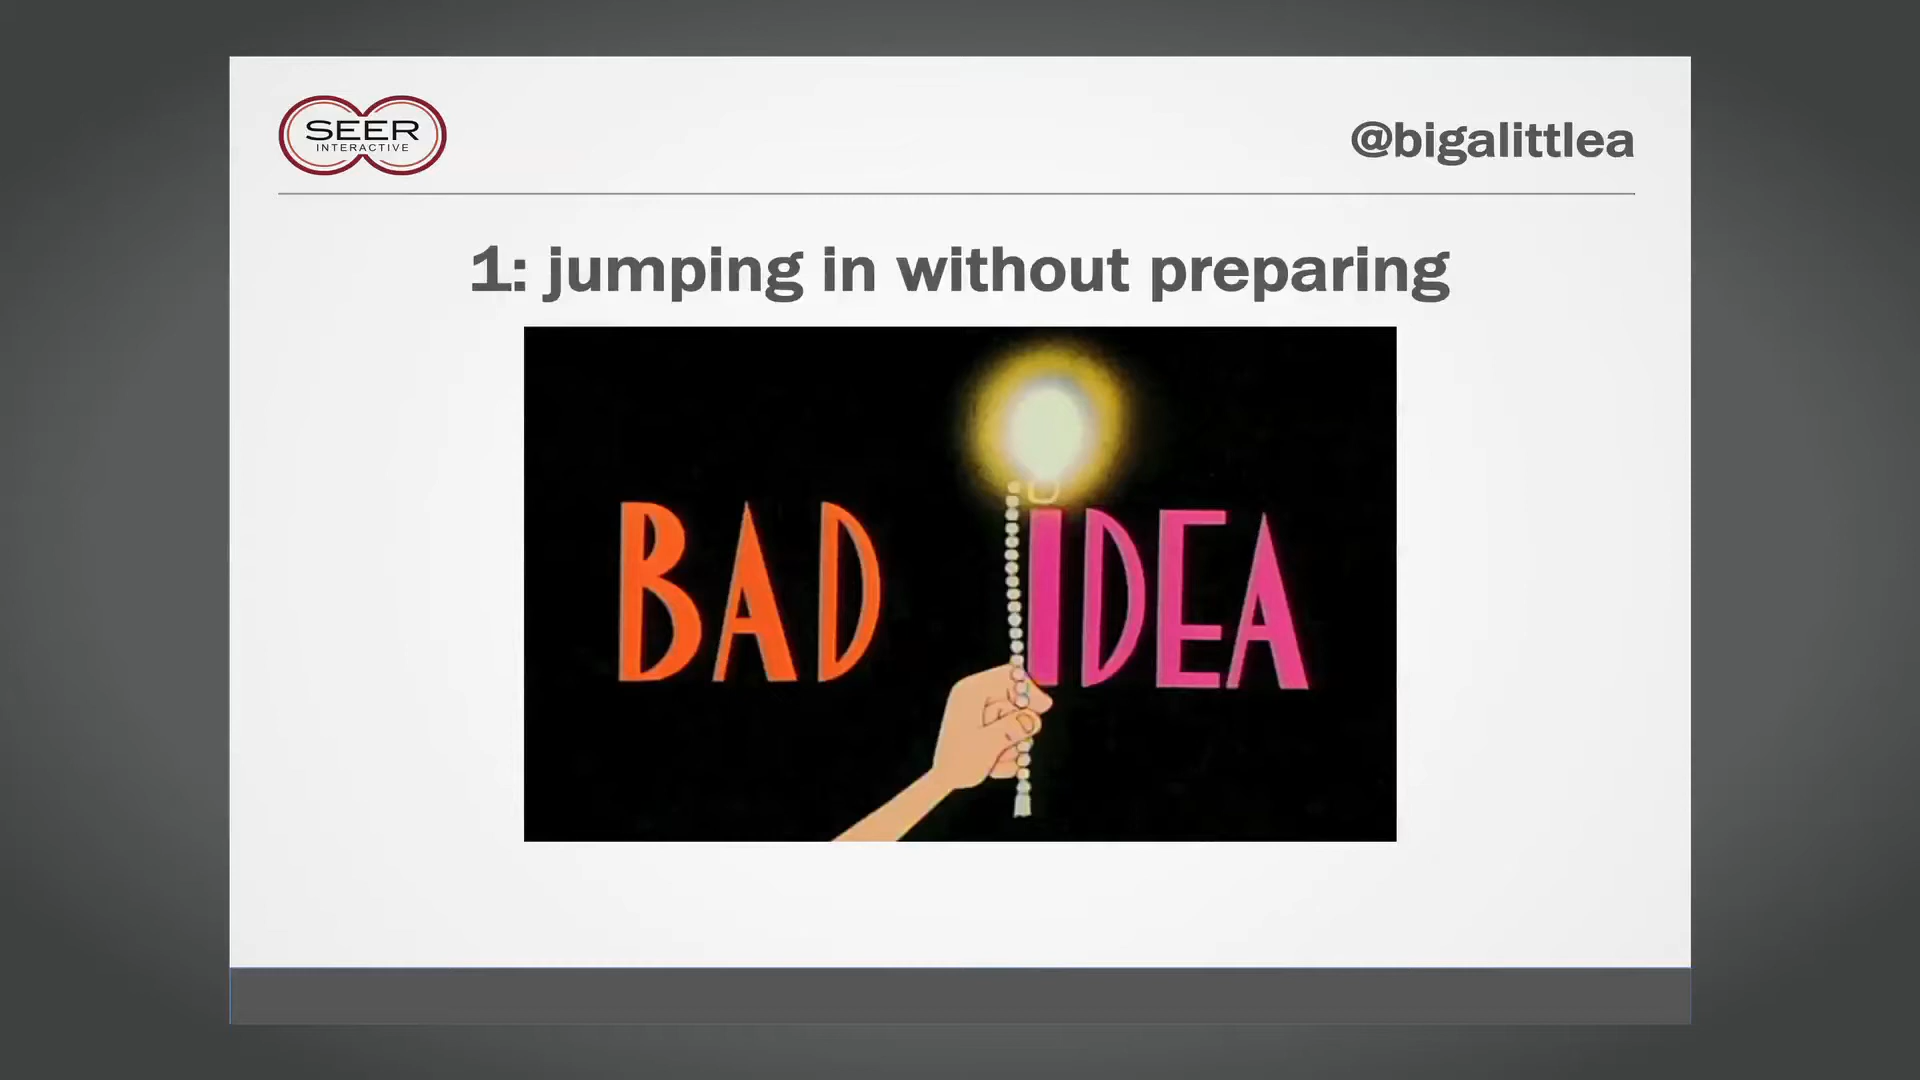 SEER
INTERACTIVE
@bigalittlea
1: jumping in without preparing
BAD IDEA